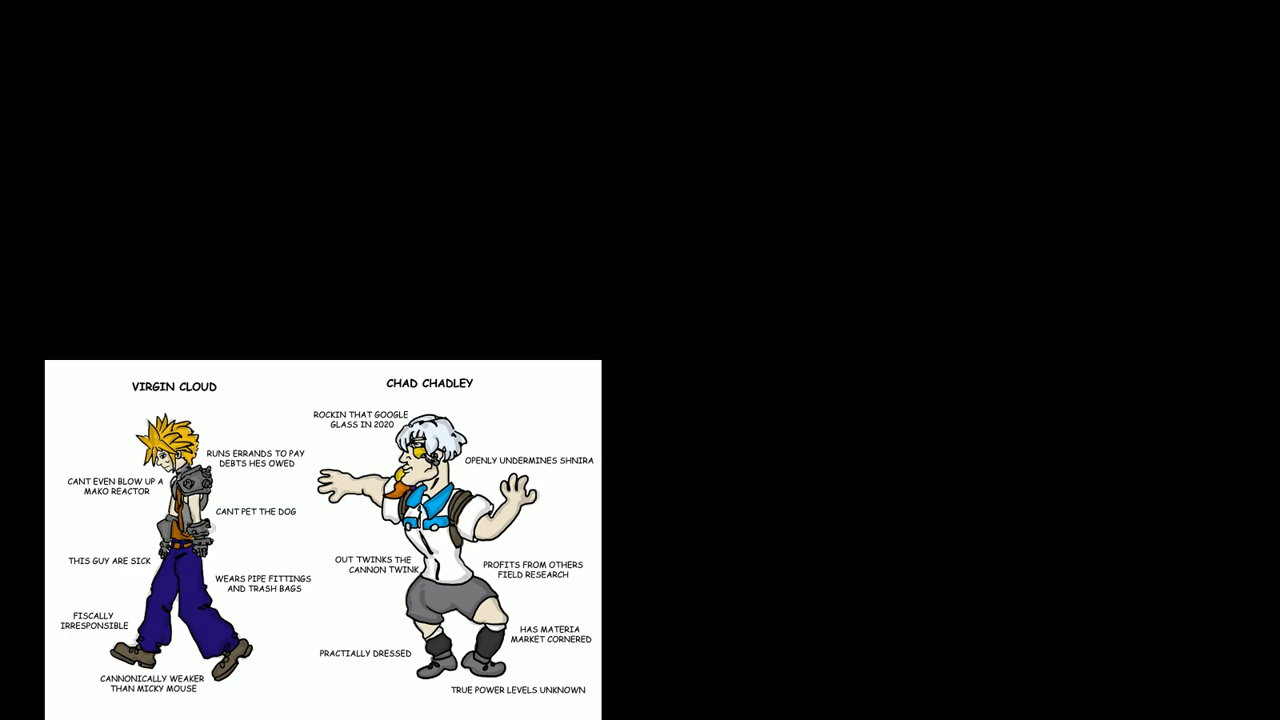 VIRGIN CLOUD
RUNS ERRANDS TO PAY
DEBTS HES OWED
CANT EVEN BLOW UP A
MAKO REACTOR
CANT PET THE DOG
THIS GUY ARE SICK
WEARS PIPE FITTINGS
AND TRASH BAGS
FISCALLY
IRRESPONSIBLE
CANNONICALLY WEAKER
THAN MICKY MOUSE
CHAD CHADLEY
ROCKIN THAT GOOGLE
GLASS IN 2020
OPENLY UNDERMINES SHNIRA
OUT TWINKS THE
CANNON TWINK
PROFITS FROM OTHERS
FIELD RESEARCH
HAS MATERIA
MARKET CORNERED
PRACTIALLY DRESSED
TRUE POWER LEVELS UNKNOWN